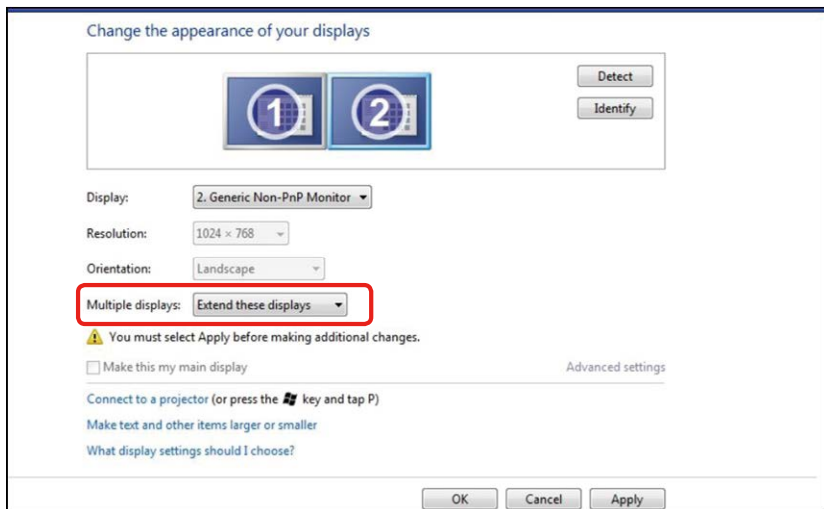 Change the appearance of your displays
1
2
Detect
Identify
Display: 2. Generic Non-PnP Monitor
Resolution: 1024 × 768
Orientation: Landscape
Multiple displays: Extend these displays
You must select Apply before making additional changes.
Make this my main display Advanced settings
Connect to a projector (or press the key and tap P)
Make text and other items larger or smaller
What display settings should I choose?
OK Cancel Apply